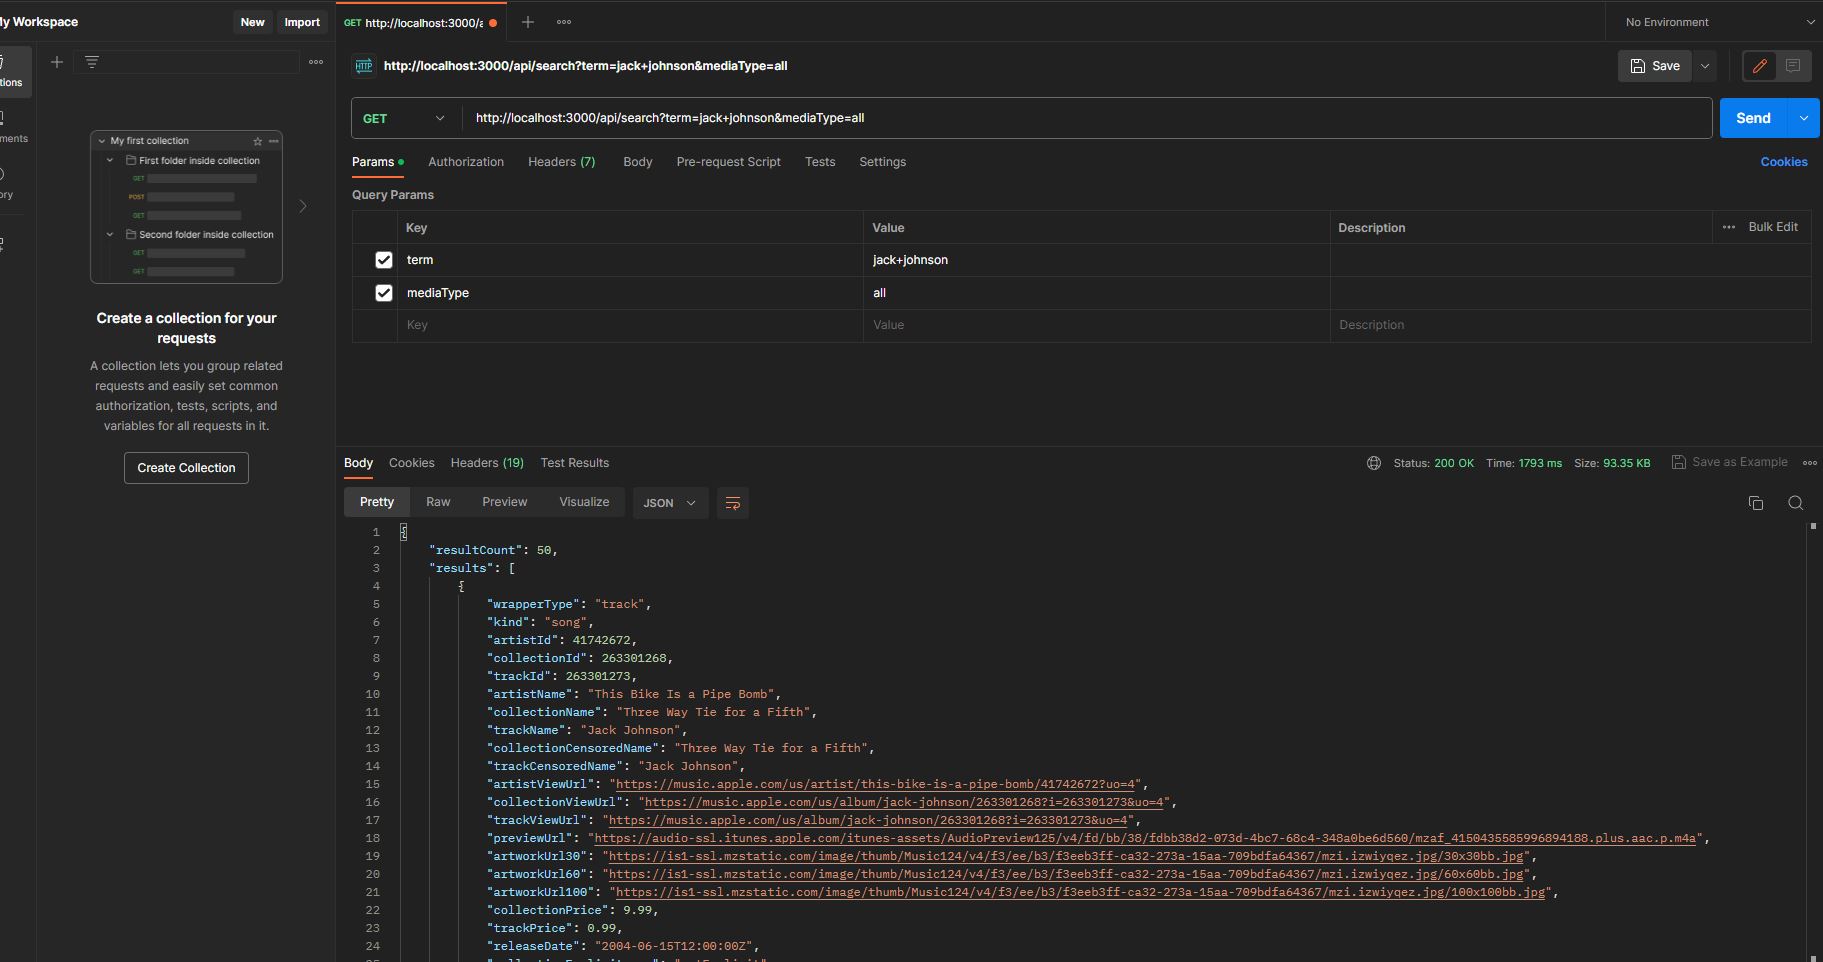 My Workspace
New
Import
GET http://localhost:3000/a
No Environment
HTTP http://localhost:3000/api/search?term=jack+johnson&mediaType=all
Save
GET
http://localhost:3000/api/search?term=jack+johnson&mediaType=all
Send
Params
Authorization
Headers (7)
Body
Pre-request Script
Tests
Settings
Cookies
Query Params
Key
Value
Description
Bulk Edit
term
jack+johnson
mediaType
all
Key
Value
Description
My first collection
First folder inside collection
GET
POST
GET
Second folder inside collection
GET
GET
Create a collection for your
requests
A collection lets you group related
requests and easily set common
authorization, tests, scripts, and
variables for all requests in it.
Create Collection
Body
Cookies
Headers (19)
Test Results
Status: 200 OK
Time: 1793 ms
Size: 93.35 KB
Save as Example
Pretty
Raw
Preview
Visualize
JSON
1 {
2 "resultCount": 50,
3 "results": [
4 {
5 "wrapperType": "track",
6 "kind": "song",
7 "artistId": 41742672,
8 "collectionId": 263301268,
9 "trackId": 263301273,
10 "artistName": "This Bike Is a Pipe Bomb",
11 "collectionName": "Three Way Tie for a Fifth",
12 "trackName": "Jack Johnson",
13 "collectionCensoredName": "Three Way Tie for a Fifth",
14 "trackCensoredName": "Jack Johnson",
15 "artistViewUrl": "https://music.apple.com/us/artist/this-bike-is-a-pipe-bomb/41742672?uo=4",
16 "collectionViewUrl": "https://music.apple.com/us/album/jack-johnson/263301268?i=263301273&uo=4",
17 "trackViewUrl": "https://music.apple.com/us/album/jack-johnson/263301268?i=263301273&uo=4",
18 "previewUrl": "https://audio-ssl.itunes.apple.com/itunes-assets/AudioPreview125/v4/fd/bb/38/fdbb38d2-073d-4bc7-68c4-348a0be6d560/mzaf_4150435585996894188.plus.aac.p.m4a",
19 "artworkUrl30": "https://is1-ssl.mzstatic.com/image/thumb/Music124/v4/f3/ee/b3/f3eeb3ff-ca32-273a-15aa-709bdfa64367/mzi.izwiyqez.jpg/30x30bb.jpg",
20 "artworkUrl60": "https://is1-ssl.mzstatic.com/image/thumb/Music124/v4/f3/ee/b3/f3eeb3ff-ca32-273a-15aa-709bdfa64367/mzi.izwiyqez.jpg/60x60bb.jpg",
21 "artworkUrl100": "https://is1-ssl.mzstatic.com/image/thumb/Music124/v4/f3/ee/b3/f3eeb3ff-ca32-273a-15aa-709bdfa64367/mzi.izwiyqez.jpg/100x100bb.jpg",
22 "collectionPrice": 9.99,
23 "trackPrice": 0.99,
24 "releaseDate": "2004-06-15T12:00:00Z",